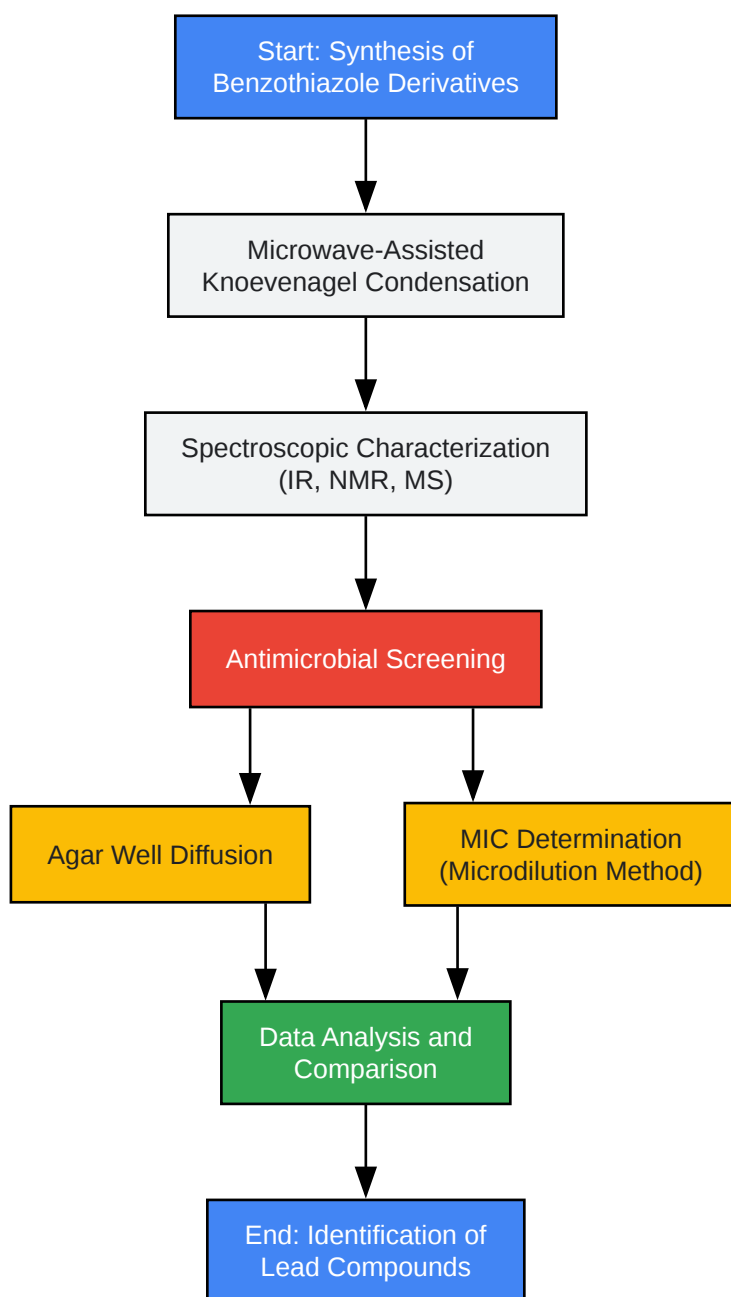 Start: Synthesis of
Benzothiazole Derivatives
Microwave-Assisted
Knoevenagel Condensation
Spectroscopic Characterization
(IR, NMR, MS)
Antimicrobial Screening
Agar Well Diffusion
MIC Determination
(Microdilution Method)
Data Analysis and
Comparison
End: Identification of
Lead Compounds